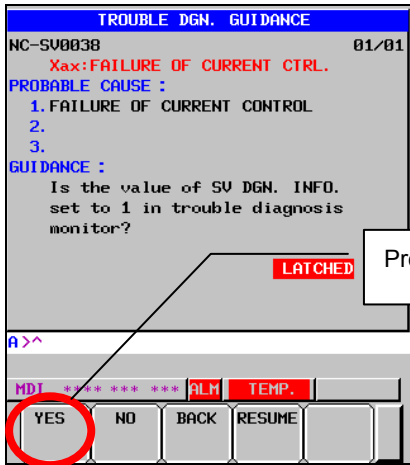 TROUBLE DGN. GUIDANCE
NC-SV0038 01/01
Xax:FAILURE OF CURRENT CTRL.
PROBABLE CAUSE :
1. FAILURE OF CURRENT CONTROL
2.
3.
GUIDANCE :
Is the value of SV DGN. INFO.
set to 1 in trouble diagnosis
monitor?
LATCHED
A>^
MDI **** *** *** ALM TEMP.
YES NO BACK RESUME